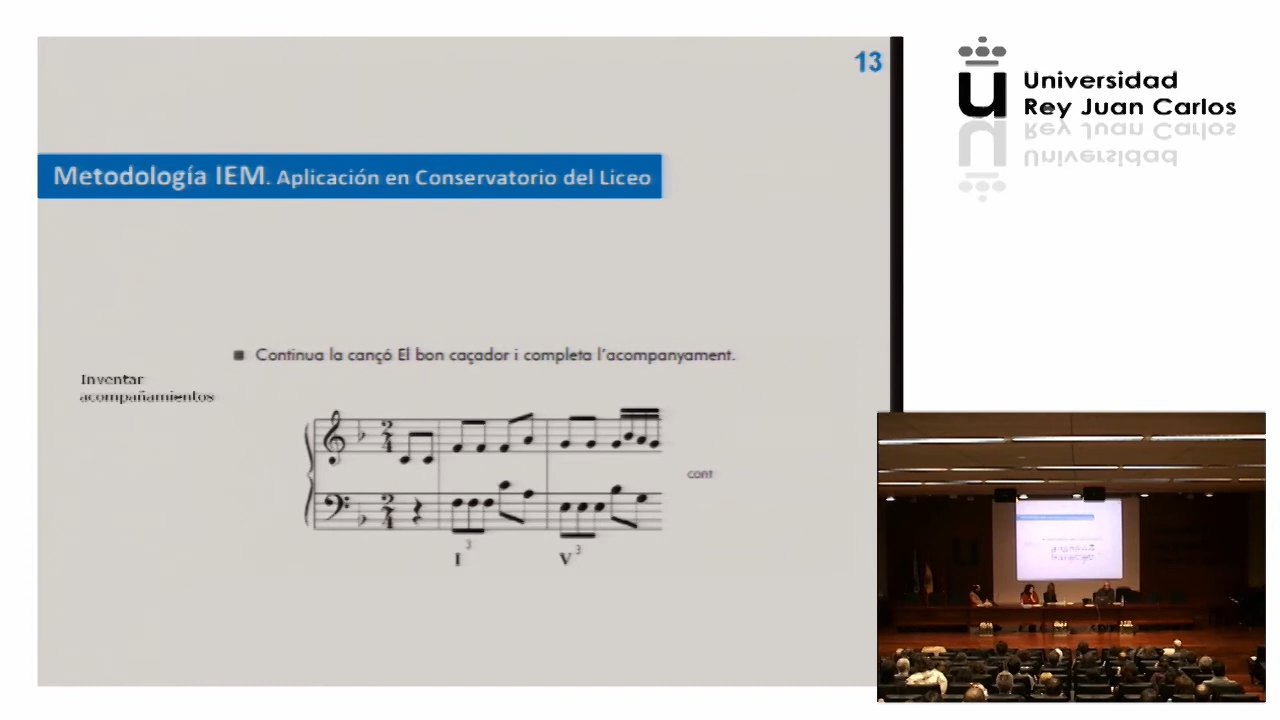 13
Universidad
Rey Juan Carlos
Metodología IEM. Aplicación en Conservatorio del Liceo
Continua la cançó El bon caçador i completa l'acompanyament.
Inventar
acompañamientos
2
4
cont
2
4
3
3
I
V